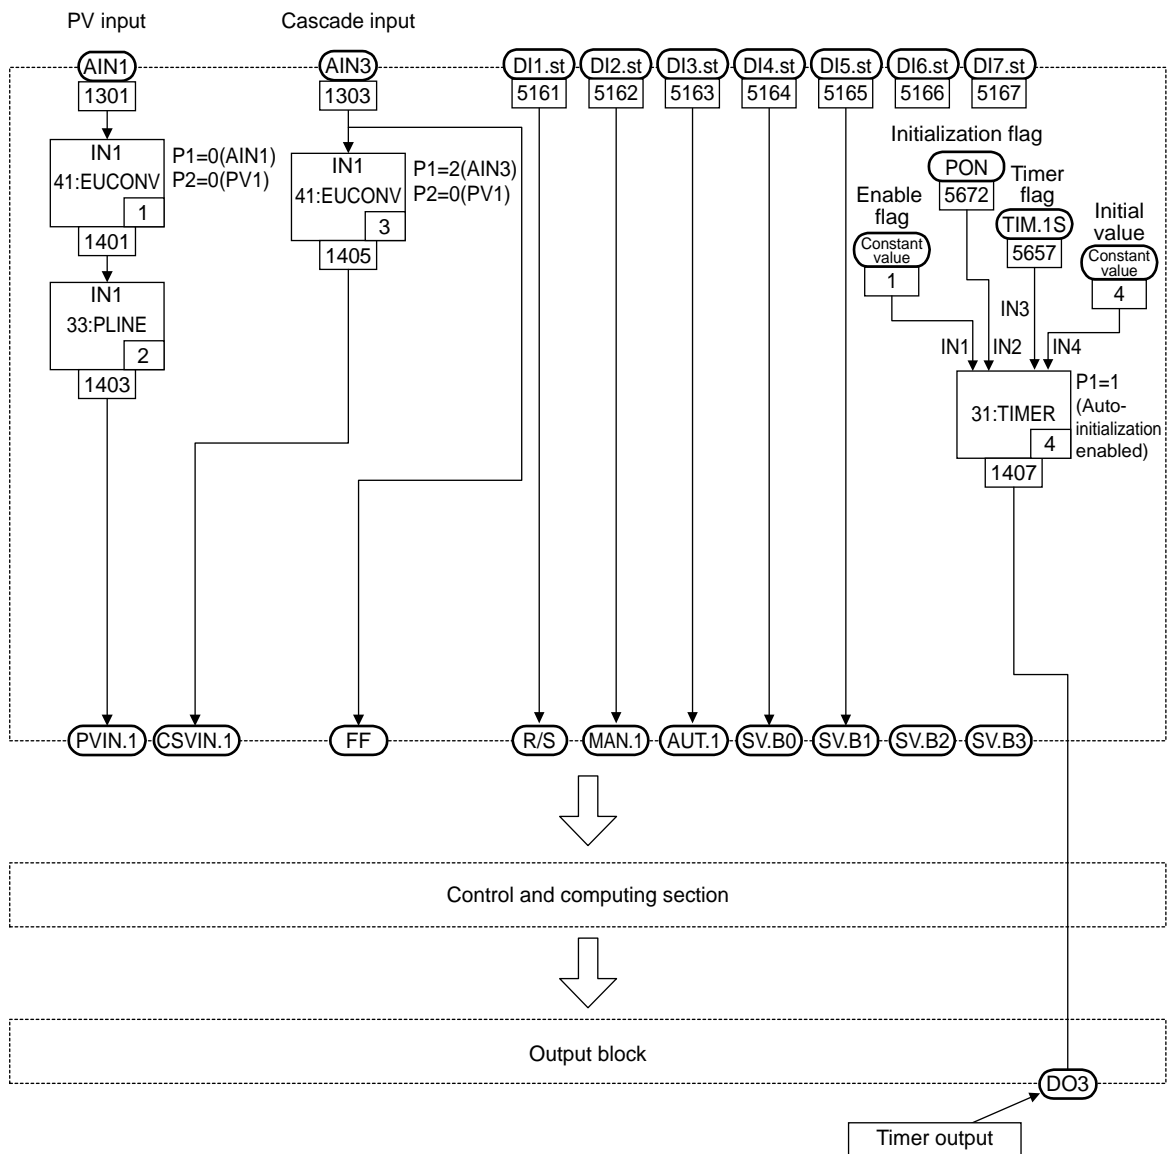 PV input
Cascade input
AIN1
AIN3
DI1.st
DI2.st
DI3.st
DI4.st
DI5.st
DI6.st
DI7.st
1301
1303
5161
5162
5163
5164
5165
5166
5167
IN1
41:EUCONV
1
P1=0(AIN1)
P2=0(PV1)
1401
IN1
33:PLINE
2
1403
IN1
41:EUCONV
3
P1=2(AIN3)
P2=0(PV1)
1405
Initialization flag
PON
5672
Enable
flag
Constant
value
1
Timer
flag
TIM.1S
5657
Initial
value
Constant
value
4
IN1
IN2
IN3
IN4
31:TIMER
4
P1=1
(Auto-
initialization
enabled)
1407
PVIN.1
CSVIN.1
FF
R/S
MAN.1
AUT.1
SV.B0
SV.B1
SV.B2
SV.B3
Control and computing section
Output block
DO3
Timer output